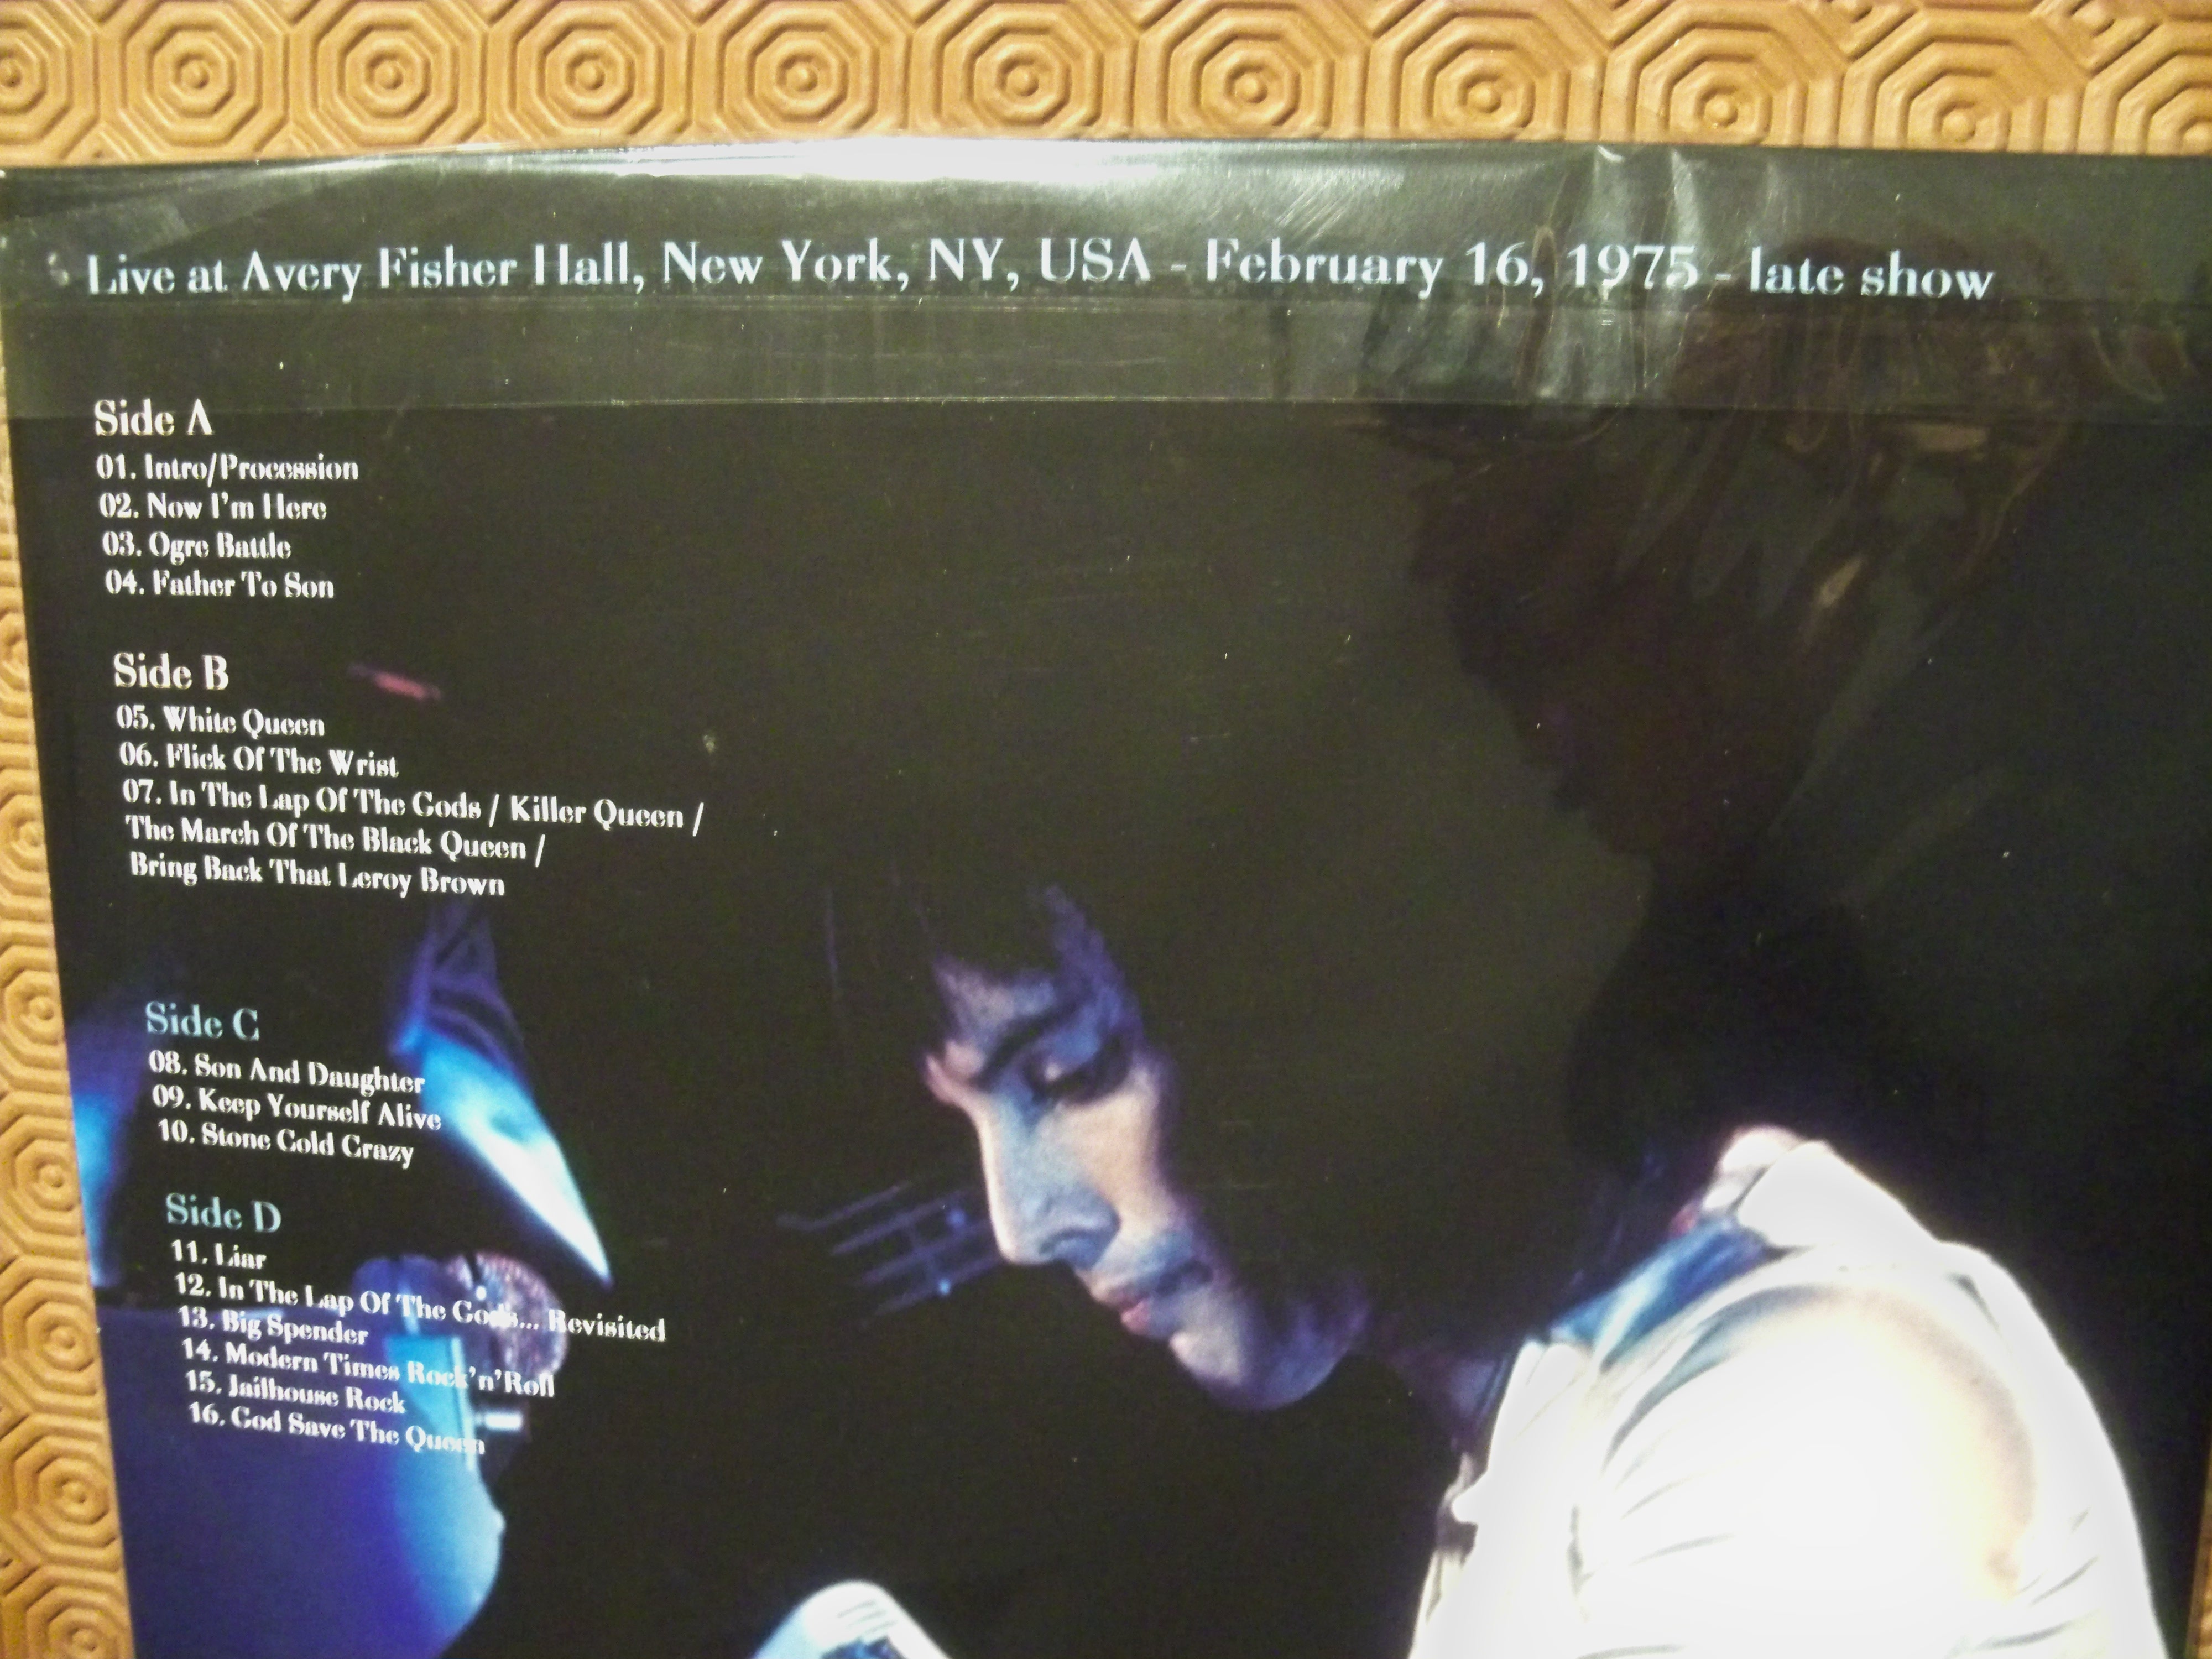 Live at Avery Fisher Hall, New York, NY, USA - February 16, 1975 - late show
Side A
01. Intro/Procession
02. Now I'm Here
03. Ogre Battle
04. Father To Son
Side B
05. White Queen
06. Flick Of The Wrist
07. In The Lap Of The Gods / Killer Queen /
The March Of The Black Queen /
Bring Back That Leroy Brown
Side C
08. Son And Daughter
09. Keep Yourself Alive
10. Stone Cold Crazy
Side D
11. Liar
12. In The Lap Of The Gods... Revisited
13. Big Spender
14. Modern Times Rock'n'Roll
15. Jailhouse Rock
16. God Save The Queen